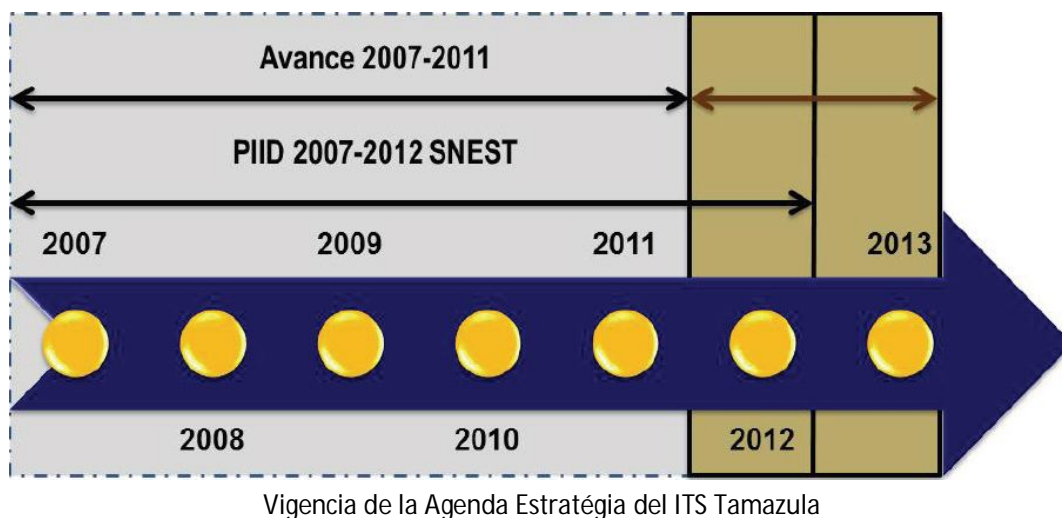 Avance 2007-2011
PIID 2007-2012 SNEST
2007 2009 2011 2013
2008 2010 2012
Vigencia de la Agenda Estratégia del ITS Tamazula